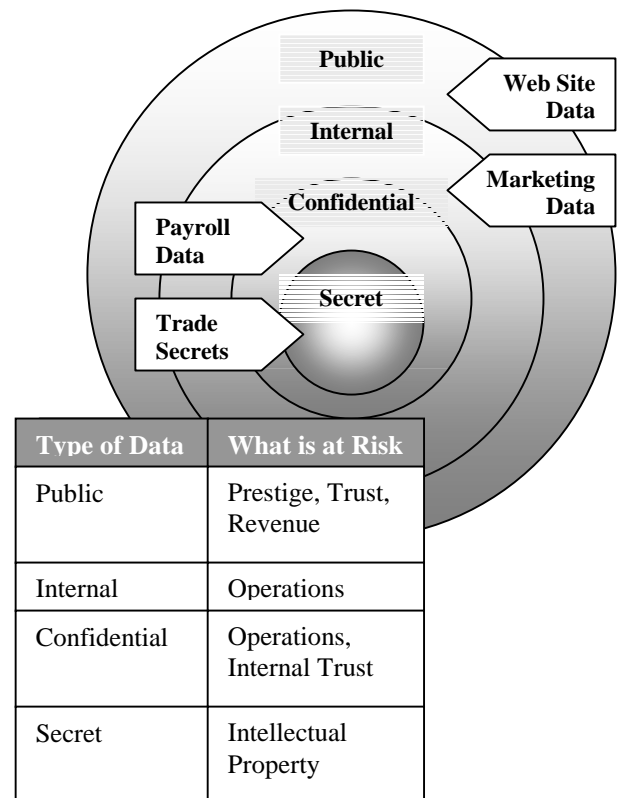 Public
Web Site
Data
Internal
Marketing
Data
Confidential
Payroll
Data
Secret
Trade
Secrets
Type of Data What is at Risk
Public Prestige, Trust,
Revenue
Internal Operations
Confidential Operations,
Internal Trust
Secret Intellectual
Property